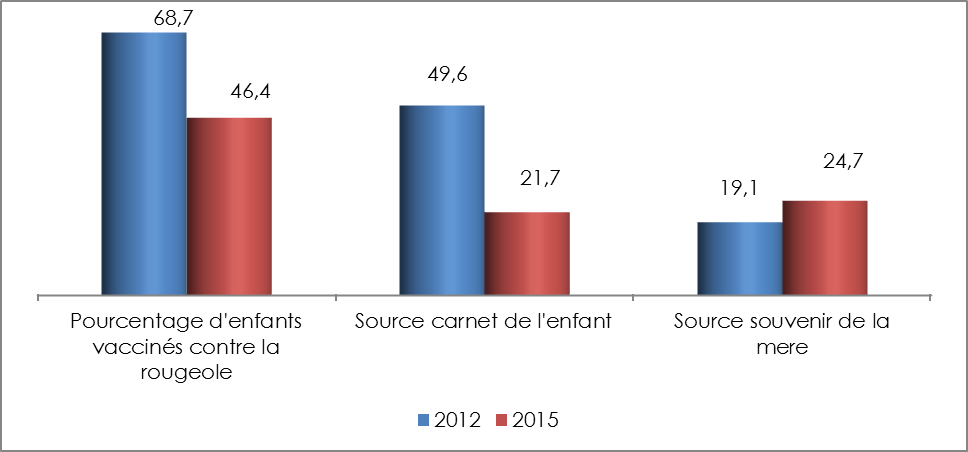 68,7
46,4
49,6
21,7
19,1
24,7
Pourcentage d'enfants
vaccinés contre la
rougeole
Source carnet de l'enfant
Source souvenir de la
mere
2012
2015